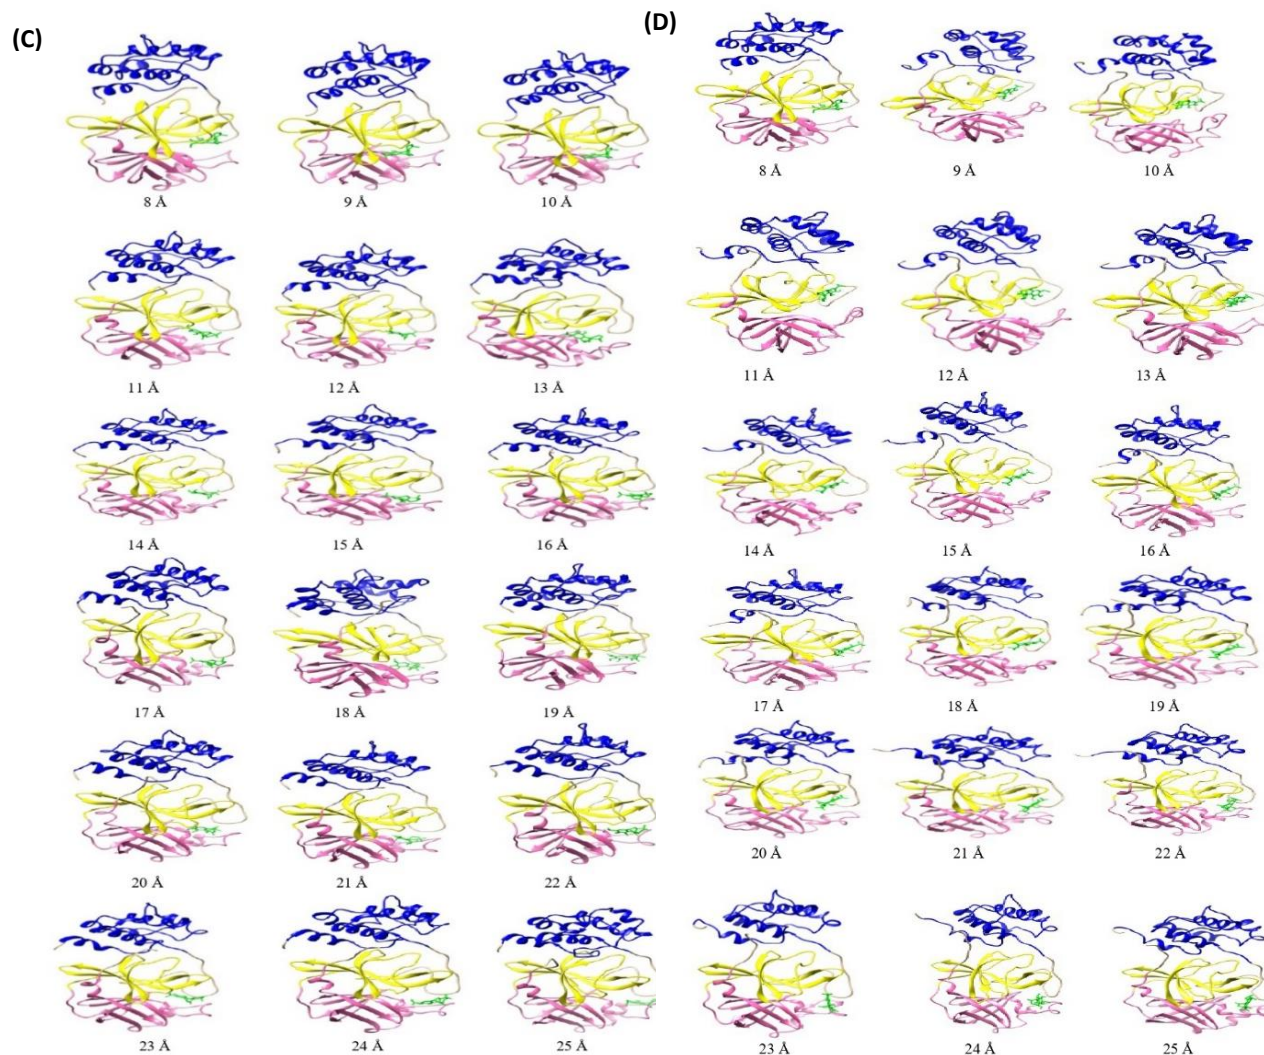 (C)
8 Å 9 Å 10 Å
11 Å 12 Å 13 Å
14 Å 15 Å 16 Å
17 Å 18 Å 19 Å
20 Å 21 Å 22 Å
23 Å 24 Å 25 Å
(D)
8 Å 9 Å 10 Å
11 Å 12 Å 13 Å
14 Å 15 Å 16 Å
17 Å 18 Å 19 Å
20 Å 21 Å 22 Å
23 Å 24 Å 25 Å